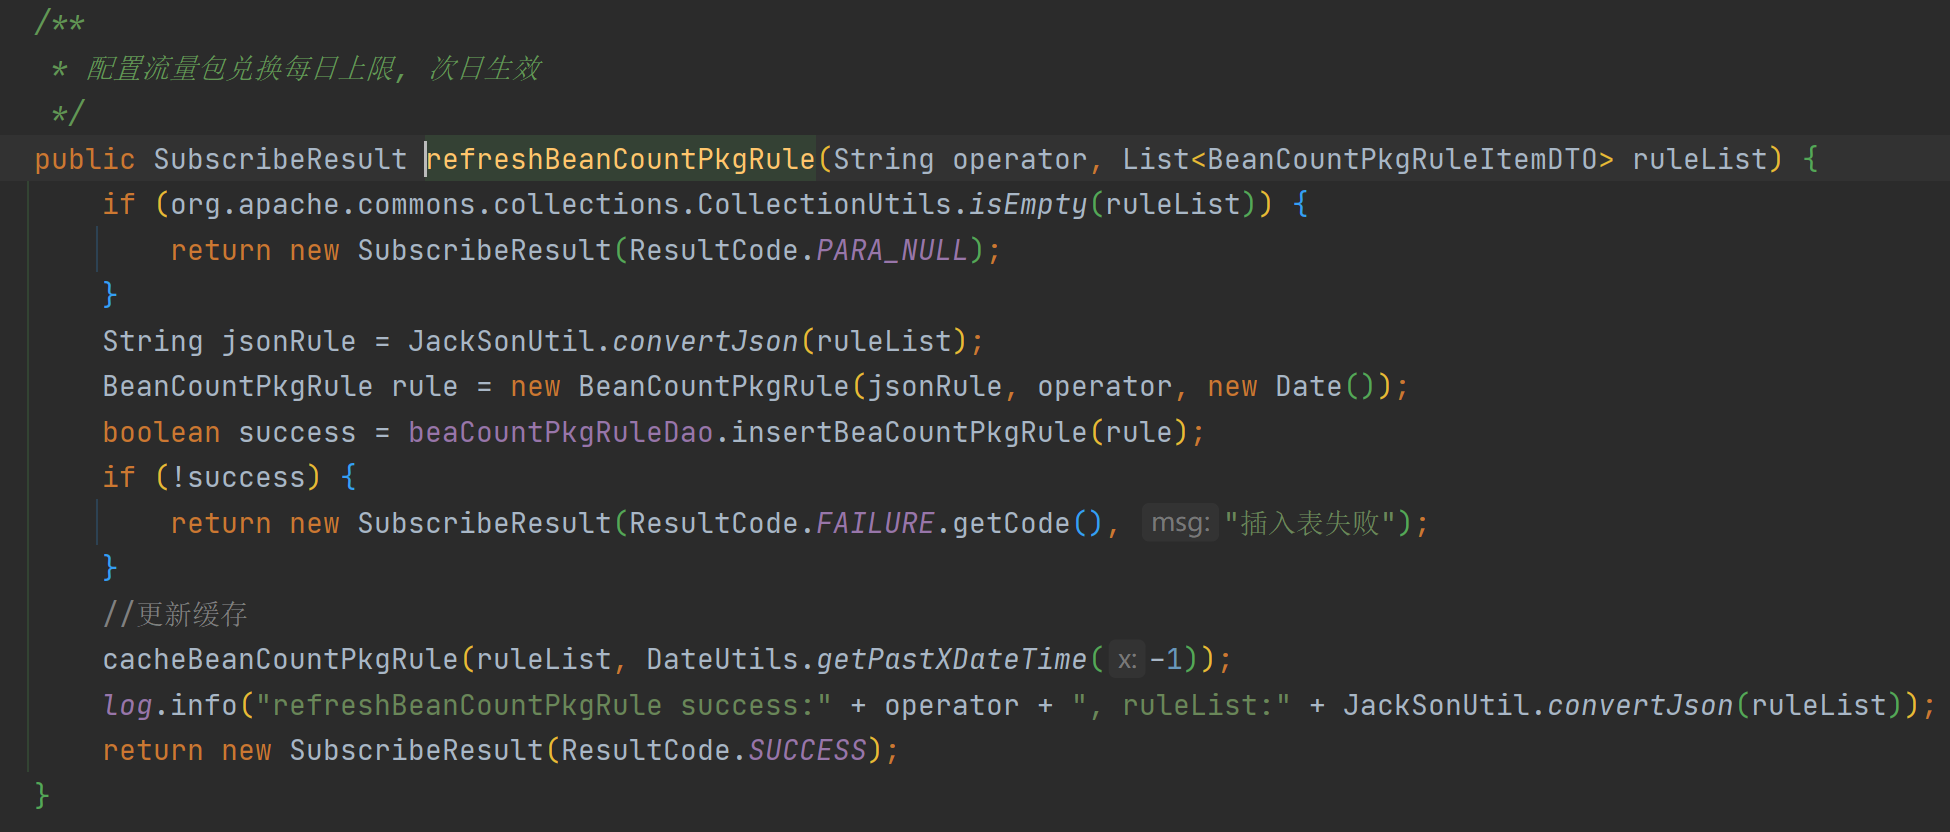 /**
 * 配置流量包兑换每日上限, 次日生效
 */
public SubscribeResult refreshBeanCountPkgRule(String operator, List<BeanCountPkgRuleItemDTO> ruleList) {
    if (org.apache.commons.collections.CollectionUtils.isEmpty(ruleList)) {
        return new SubscribeResult(ResultCode.PARA_NULL);
    }
    String jsonRule = JackSonUtil.convertJson(ruleList);
    BeanCountPkgRule rule = new BeanCountPkgRule(jsonRule, operator, new Date());
    boolean success = beaCountPkgRuleDao.insertBeaCountPkgRule(rule);
    if (!success) {
        return new SubscribeResult(ResultCode.FAILURE.getCode(), msg: "插入表失败");
    }
    //更新缓存
    cacheBeanCountPkgRule(ruleList, DateUtils.getPastXDateTime( x: -1));
    log.info("refreshBeanCountPkgRule success:" + operator + ", ruleList:" + JackSonUtil.convertJson(ruleList));
    return new SubscribeResult(ResultCode.SUCCESS);
}